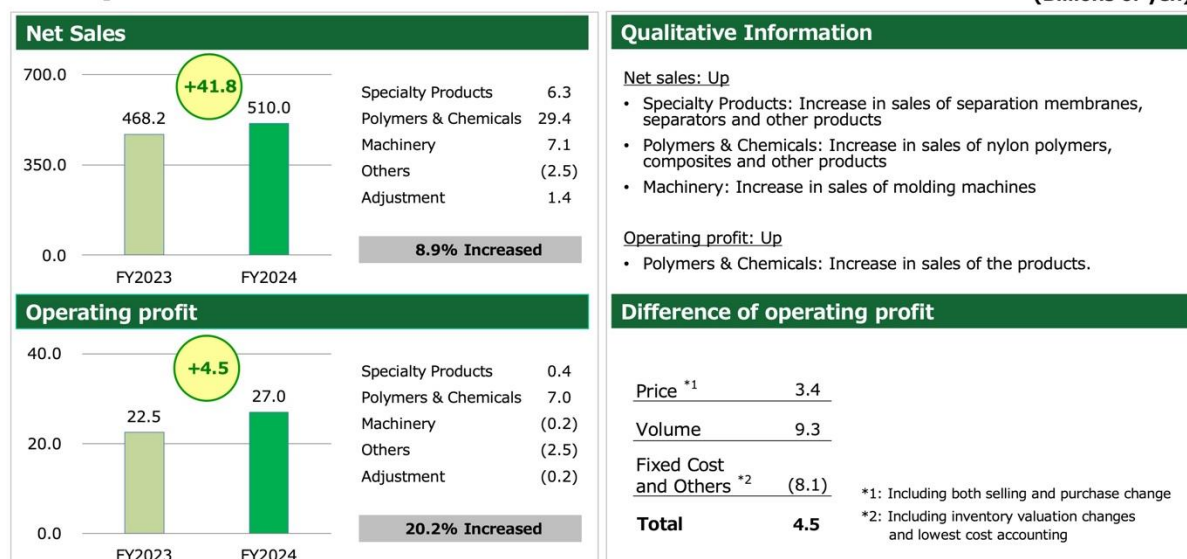 (Billions of yen)
Net Sales
700.0
350.0
0.0
+41.8
468.2
510.0
FY2023
FY2024
Specialty Products 6.3
Polymers & Chemicals 29.4
Machinery 7.1
Others (2.5)
Adjustment 1.4
8.9% Increased
Qualitative Information
Net sales: Up
• Specialty Products: Increase in sales of separation membranes,
separators and other products
• Polymers & Chemicals: Increase in sales of nylon polymers,
composites and other products
• Machinery: Increase in sales of molding machines
Operating profit: Up
• Polymers & Chemicals: Increase in sales of the products.
Operating profit
40.0
20.0
0.0
+4.5
22.5
27.0
FY2023
FY2024
Specialty Products 0.4
Polymers & Chemicals 7.0
Machinery (0.2)
Others (2.5)
Adjustment (0.2)
20.2% Increased
Difference of operating profit
Price *1 3.4
Volume 9.3
Fixed Cost
and Others *2 (8.1)
Total 4.5
*1: Including both selling and purchase change
*2: Including inventory valuation changes
and lowest cost accounting